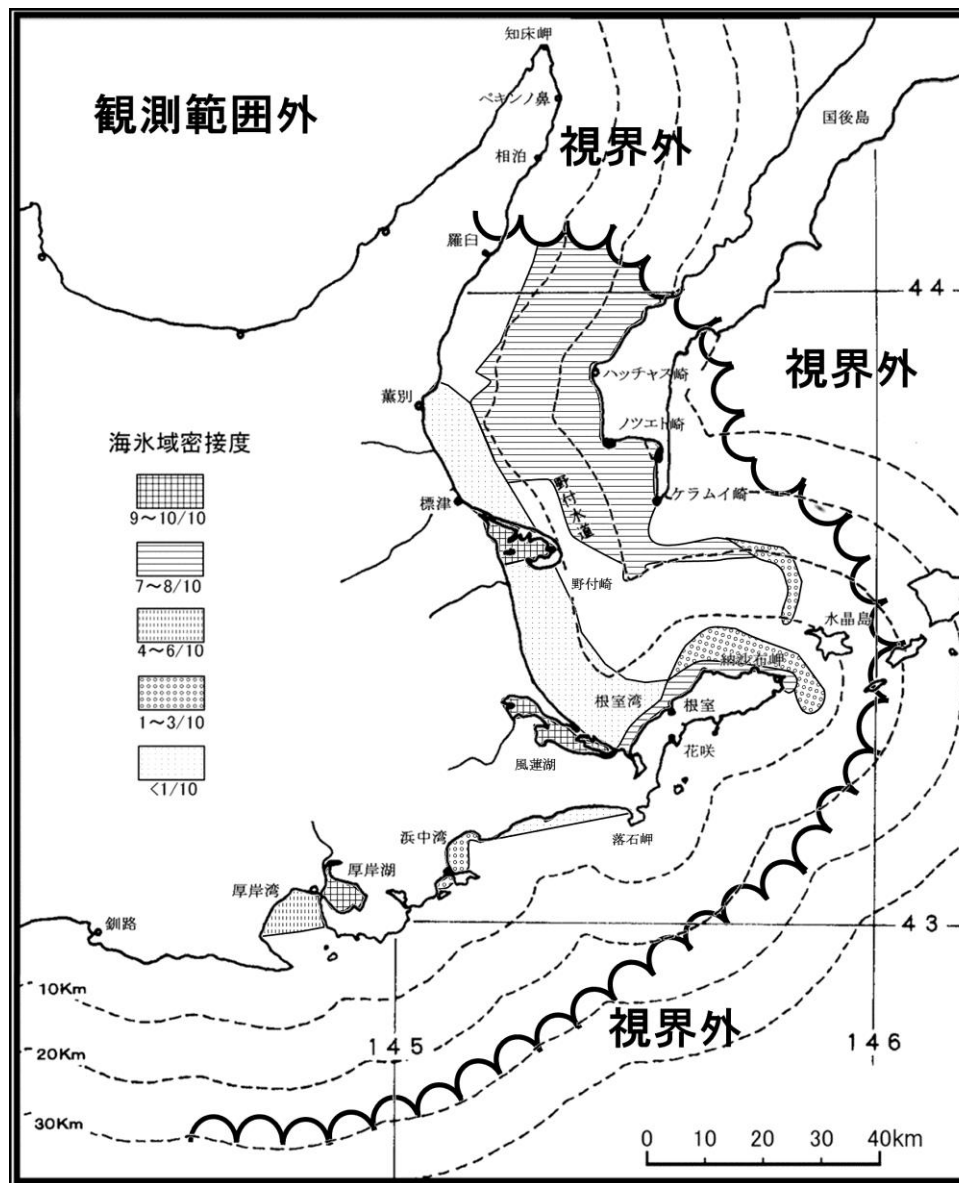 知床岬
観測範囲外
ペキンノ鼻
国後島
視界外
相泊
羅臼
44
視界外
ハッチャス崎
薫別
ノツエト崎
海氷域密接度
野付水道
ケラムイ崎
標津
9～10/10
7～8/10
野付崎
水晶島
4～6/10
納沙布岬
根室湾
根室
1～3/10
花咲
風蓮湖
<1/10
浜中湾
落石岬
厚岸湖
厚岸湾
釧路
43
10Km
視界外
145
146
20Km
30Km
0 10 20 30 40km